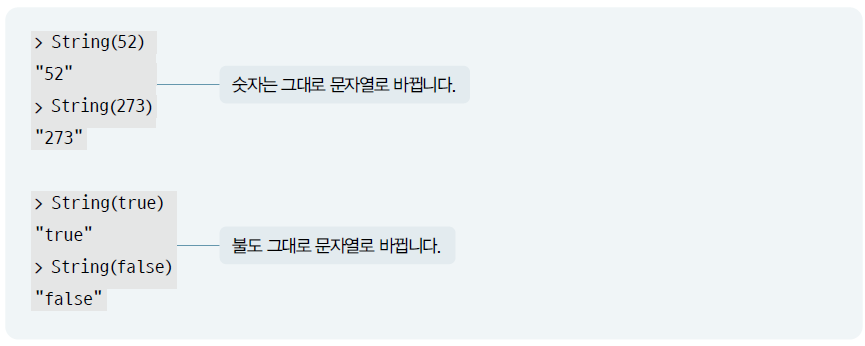 > String(52)
"52"
숫자는 그대로 문자열로 바뀝니다.
> String(273)
"273"
> String(true)
"true"
불도 그대로 문자열로 바뀝니다.
> String(false)
"false"